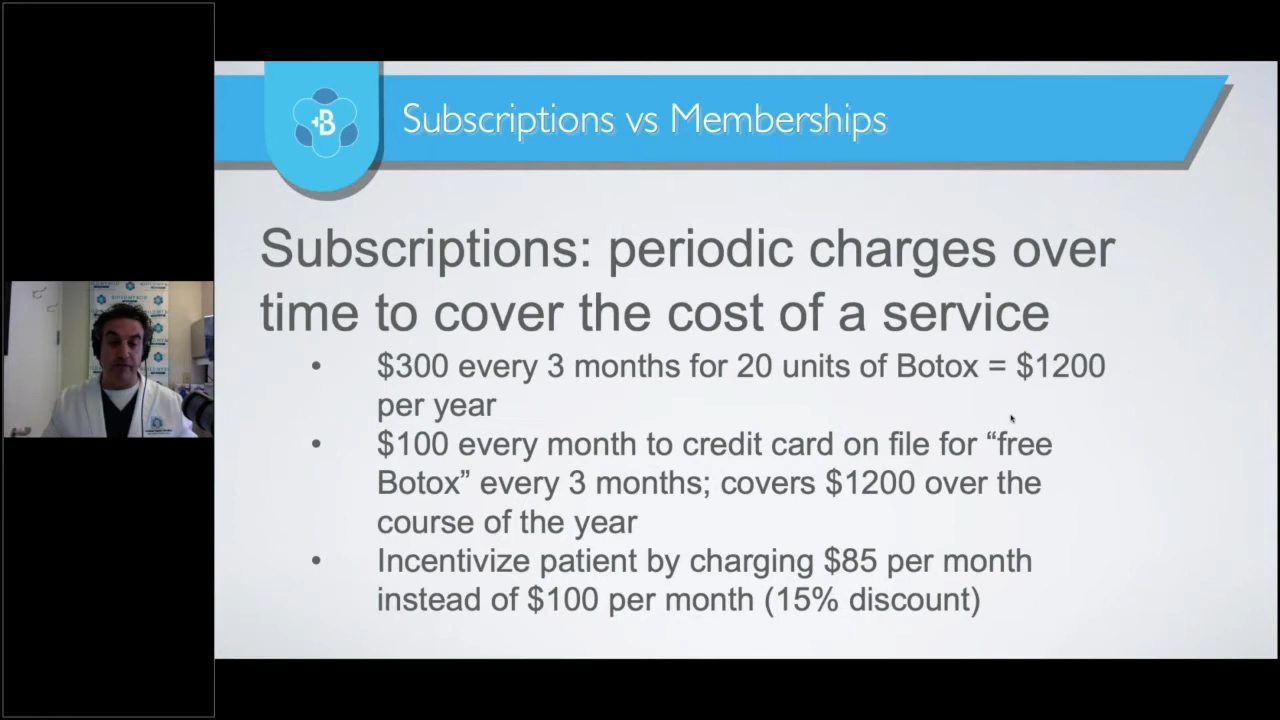 B
Subscriptions vs Memberships
Subscriptions: periodic charges over
time to cover the cost of a service
• $300 every 3 months for 20 units of Botox = $1200
per year
• $100 every month to credit card on file for “free
Botox” every 3 months; covers $1200 over the
course of the year
• Incentivize patient by charging $85 per month
instead of $100 per month (15% discount)